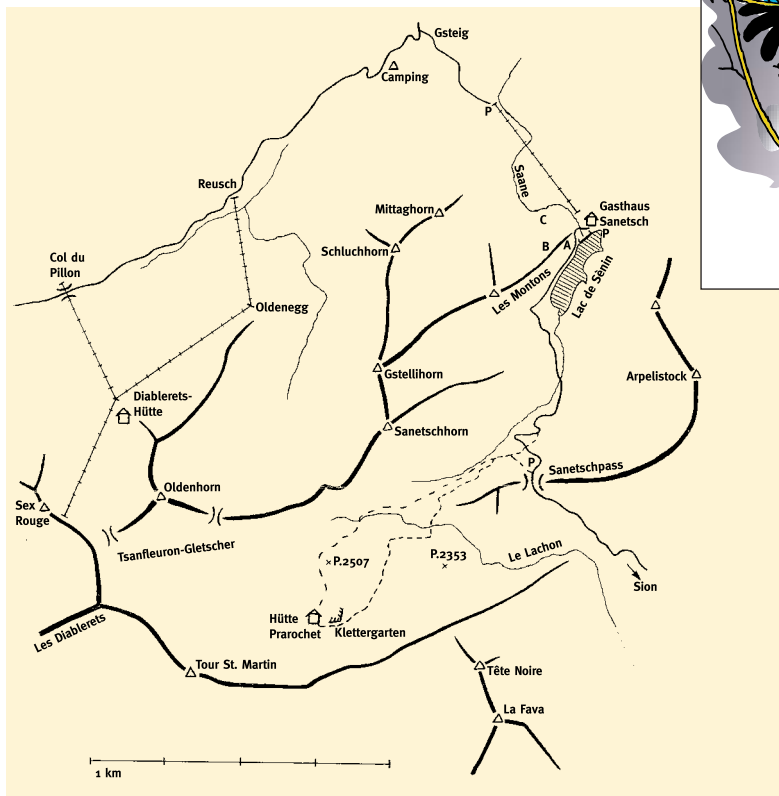 Gsteig
Camping
P
Saane
Reusch
Mittaghorn
Gasthaus
Sanetsch
C
P
B
A
Schluchhorn
Col du
Pillon
Les Montons
Lac de Sènin
Oldenegg
Gstellihorn
Arpelistock
Diablerets-
Hütte
Sanetschhorn
P
Sanetschpass
Oldenhorn
Sex
Rouge
Tsanfleuron-Gletscher
P.2507
P.2353
Le Lachon
Sion
Hütte
Prarochet
Klettergarten
Les Diablerets
Tour St. Martin
Tête Noire
La Fava
1 km